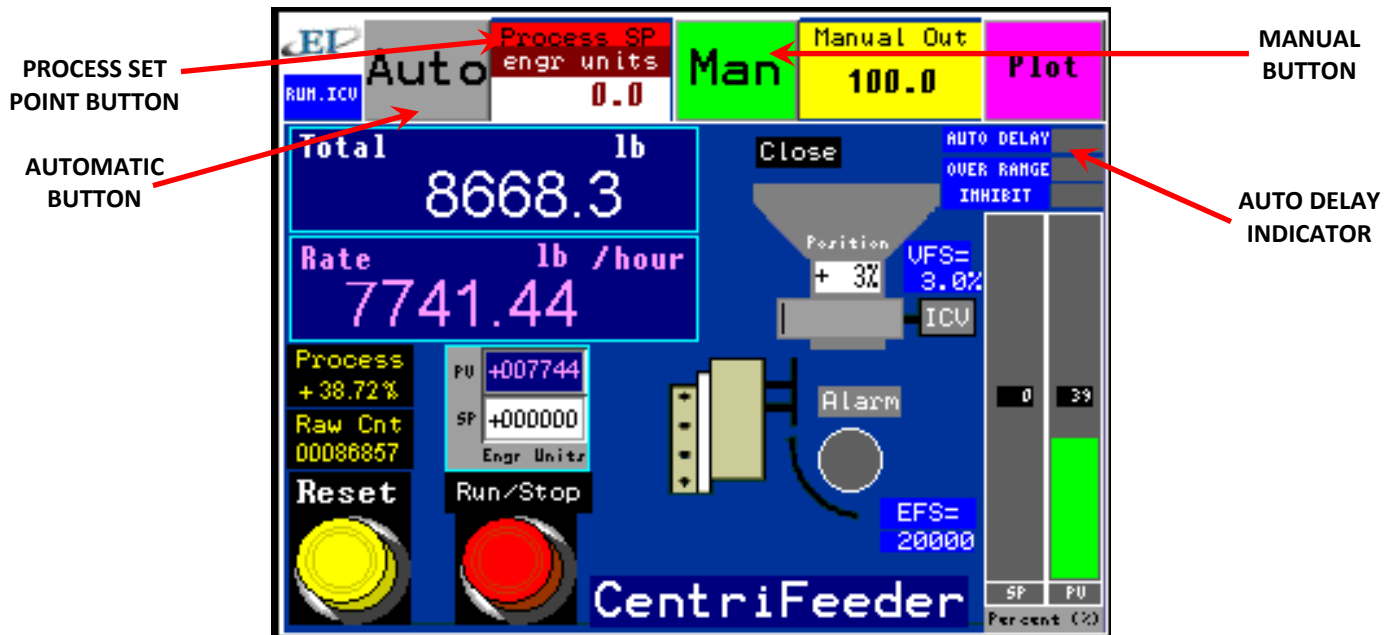 PROCESS SET
POINT BUTTON
AUTOMATIC
BUTTON
MANUAL
BUTTON
AUTO DELAY
INDICATOR
EI
RUN.ICV
Auto
Process SP
engr units
0.0
Man
Manual Out
100.0
Plot
Total lb
8668.3
Rate lb /hour
7741.44
Close
AUTO DELAY
OVER RANGE
INHIBIT
Position
+ 3%
VFS=
3.0%
ICV
Process
+38.72%
Raw Cnt
00086857
PV +007744
SP +000000
Engr Units
Alarm
0 39
Reset
Run/Stop
EFS=
20000
CentriFeeder
SP PV
Percent (%)